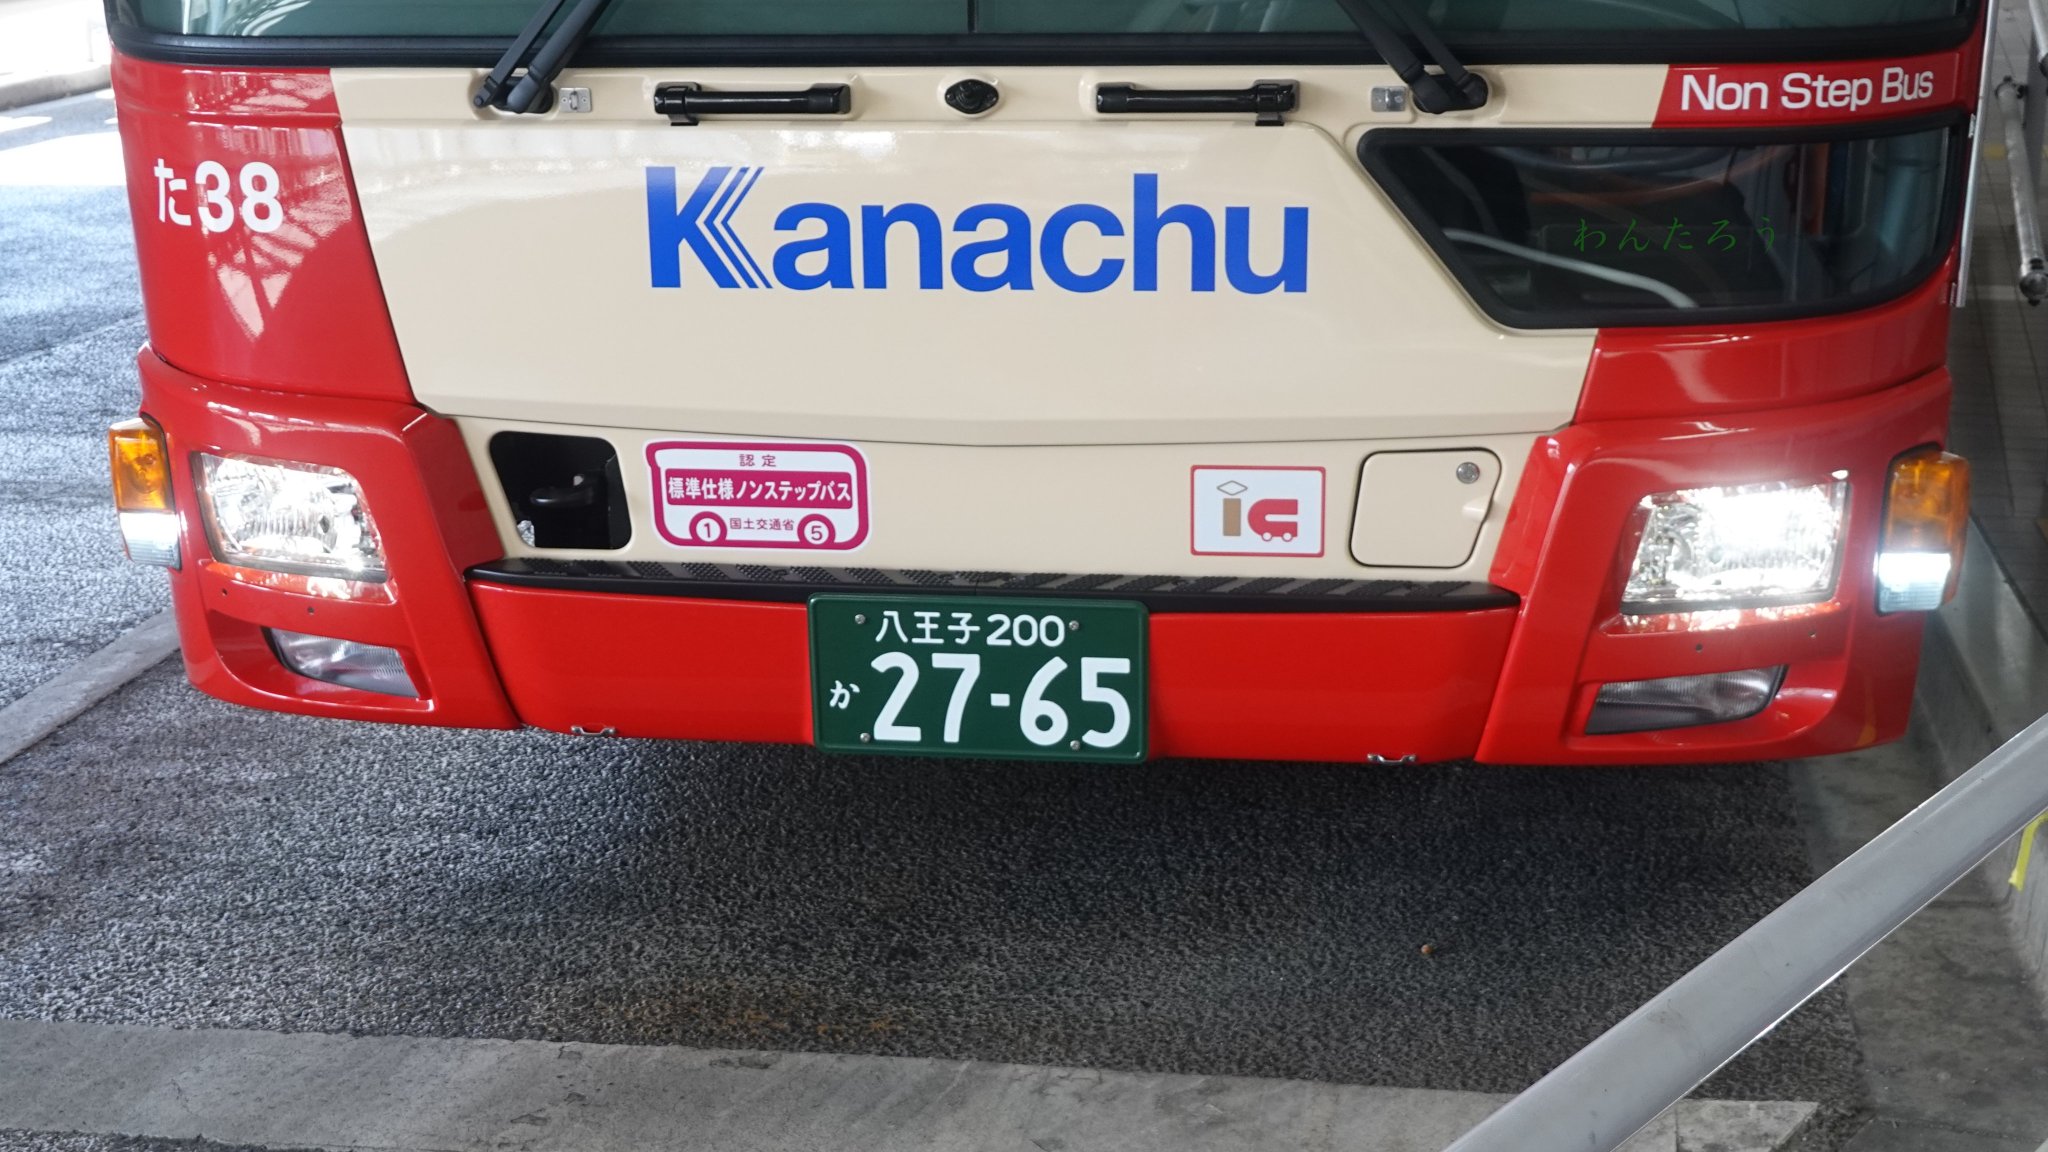 Non Step Bus
た38
Kanachu
わんたろう
認定
標準仕様ノンステップバス
国土交通省
1
5
八王子200
か
27-65